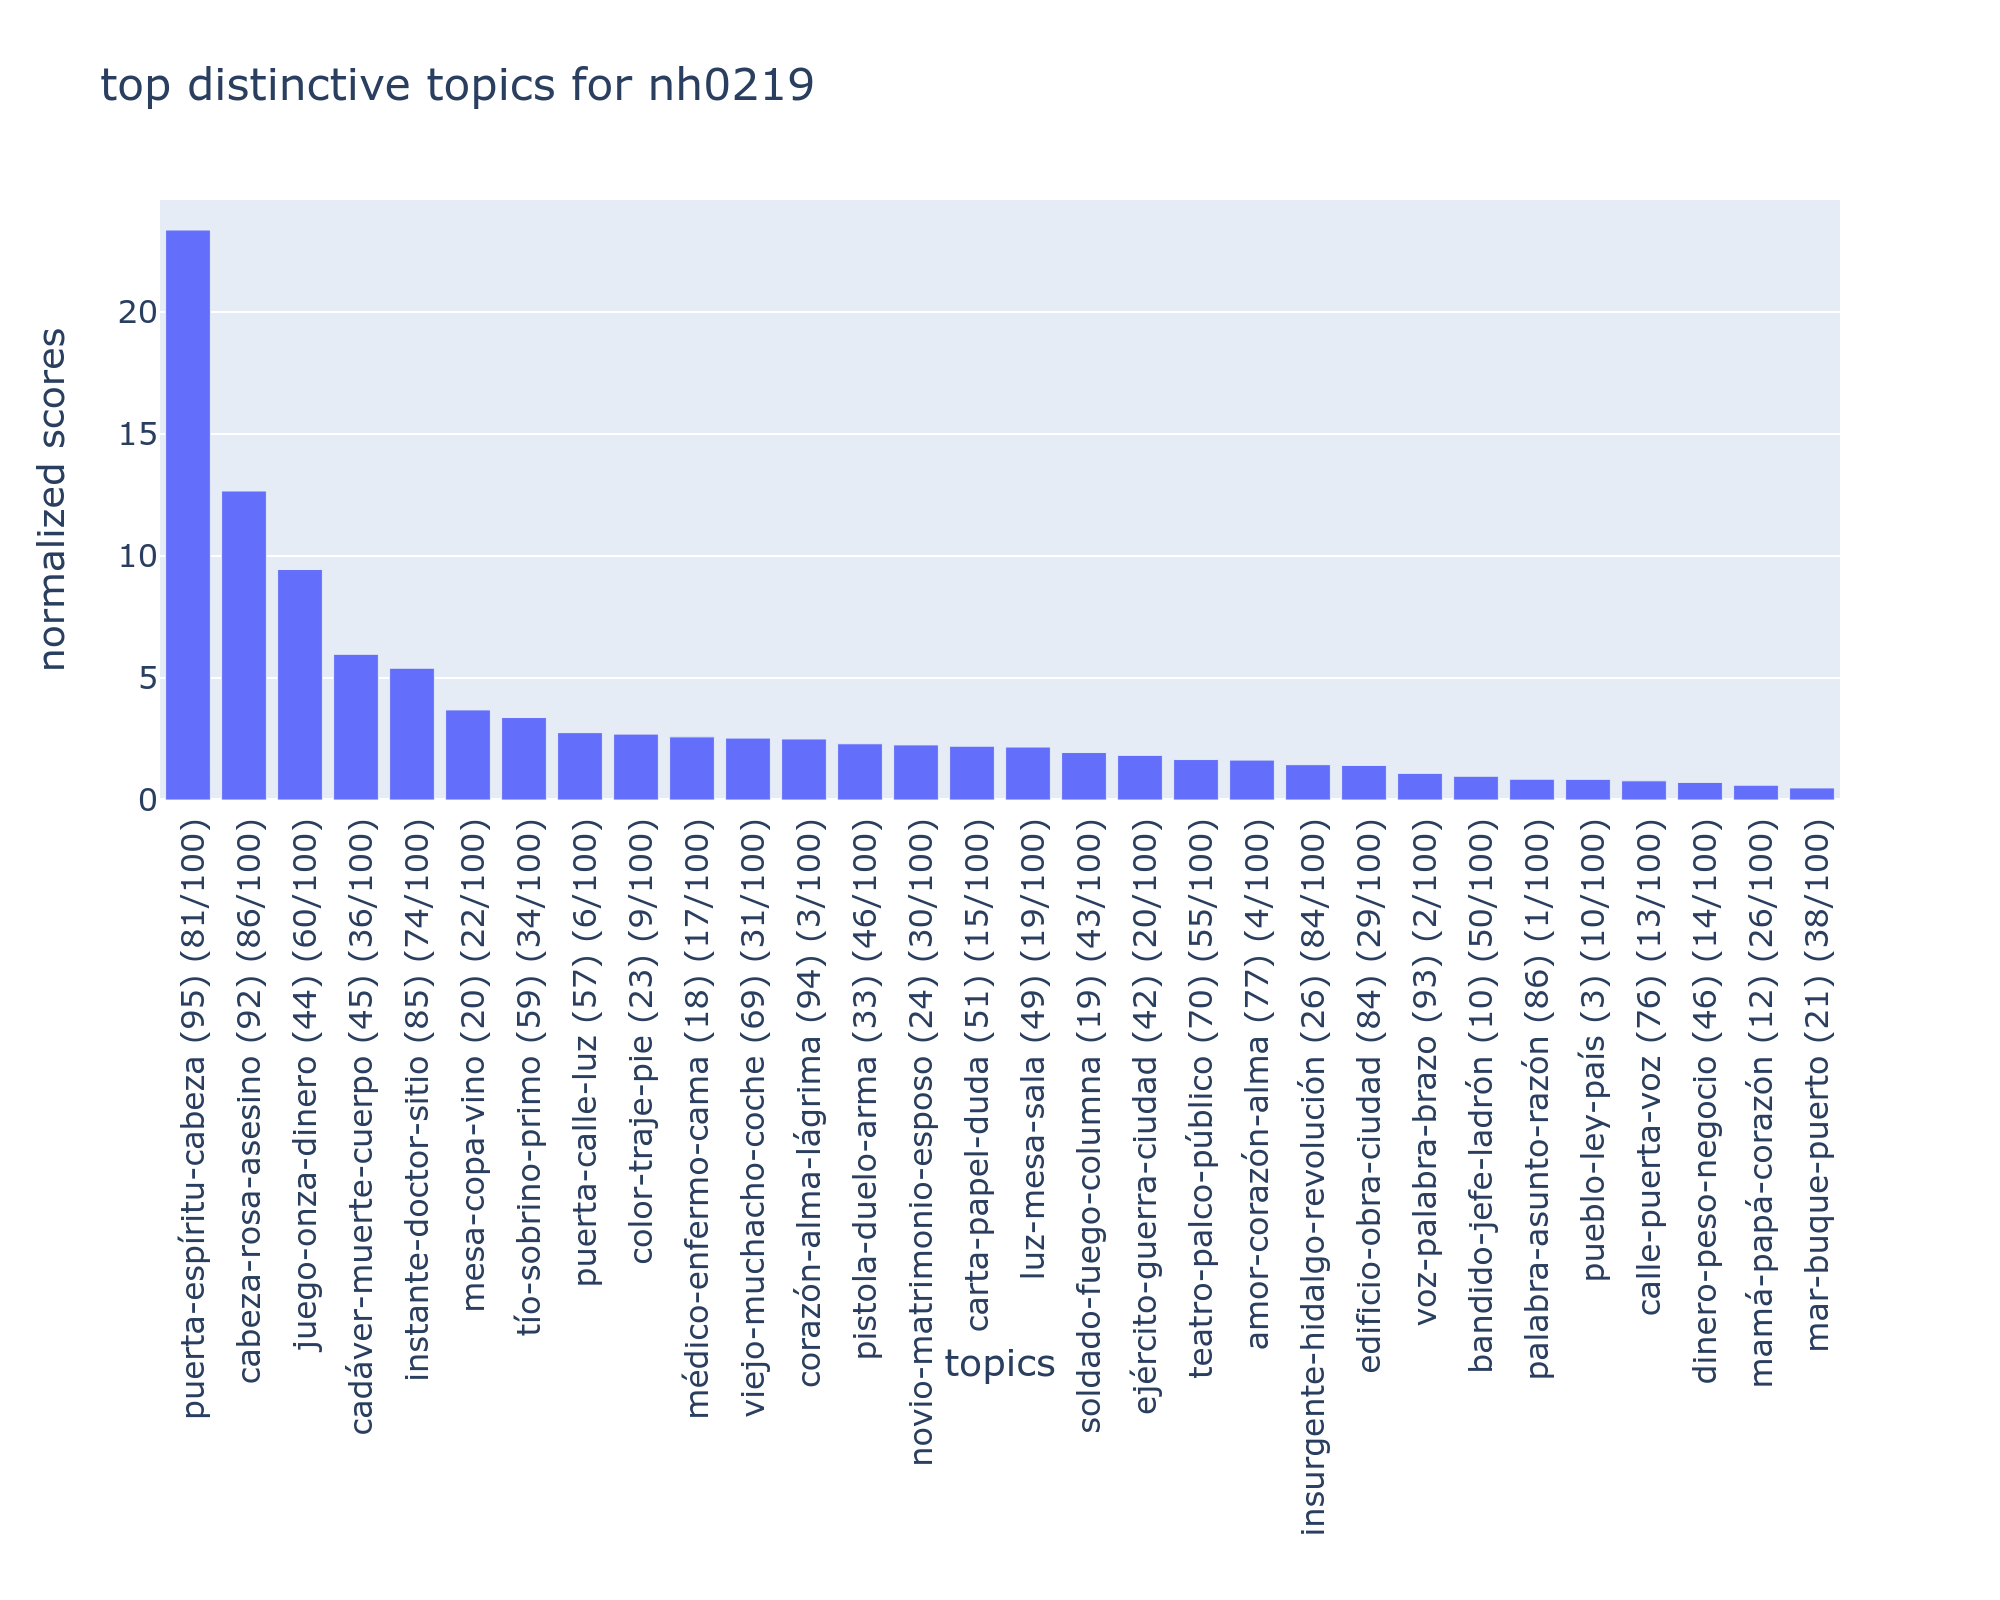 top distinctive topics for nh0219
normalized scores
20
15
10
5
0
puerta-espíritu-cabeza (95) (81/100)
cabeza-rosa-asesino (92) (86/100)
juego-onza-dinero (44) (60/100)
cadáver-muerte-cuerpo (45) (36/100)
instante-doctor-sitio (85) (74/100)
mesa-copa-vino (20) (22/100)
tío-sobrino-primo (59) (34/100)
puerta-calle-luz (57) (6/100)
color-traje-pie (23) (9/100)
médico-enfermo-cama (18) (17/100)
viejo-muchacho-coche (69) (31/100)
corazón-alma-lágrima (94) (3/100)
pistola-duelo-arma (33) (46/100)
novio-matrimonio-esposo (24) (30/100)
carta-papel-duda (51) (15/100)
luz-mesa-sala (49) (19/100)
soldado-fuego-columna (19) (43/100)
ejército-guerra-ciudad (42) (20/100)
teatro-palco-público (70) (55/100)
amor-corazón-alma (77) (4/100)
insurgente-hidalgo-revolución (26) (84/100)
edificio-obra-ciudad (84) (29/100)
voz-palabra-brazo (93) (2/100)
bandido-jefe-ladrón (10) (50/100)
palabra-asunto-razón (86) (1/100)
pueblo-ley-país (3) (10/100)
calle-puerta-voz (76) (13/100)
dinero-peso-negocio (46) (14/100)
mamá-papá-corazón (12) (26/100)
mar-buque-puerto (21) (38/100)
topics